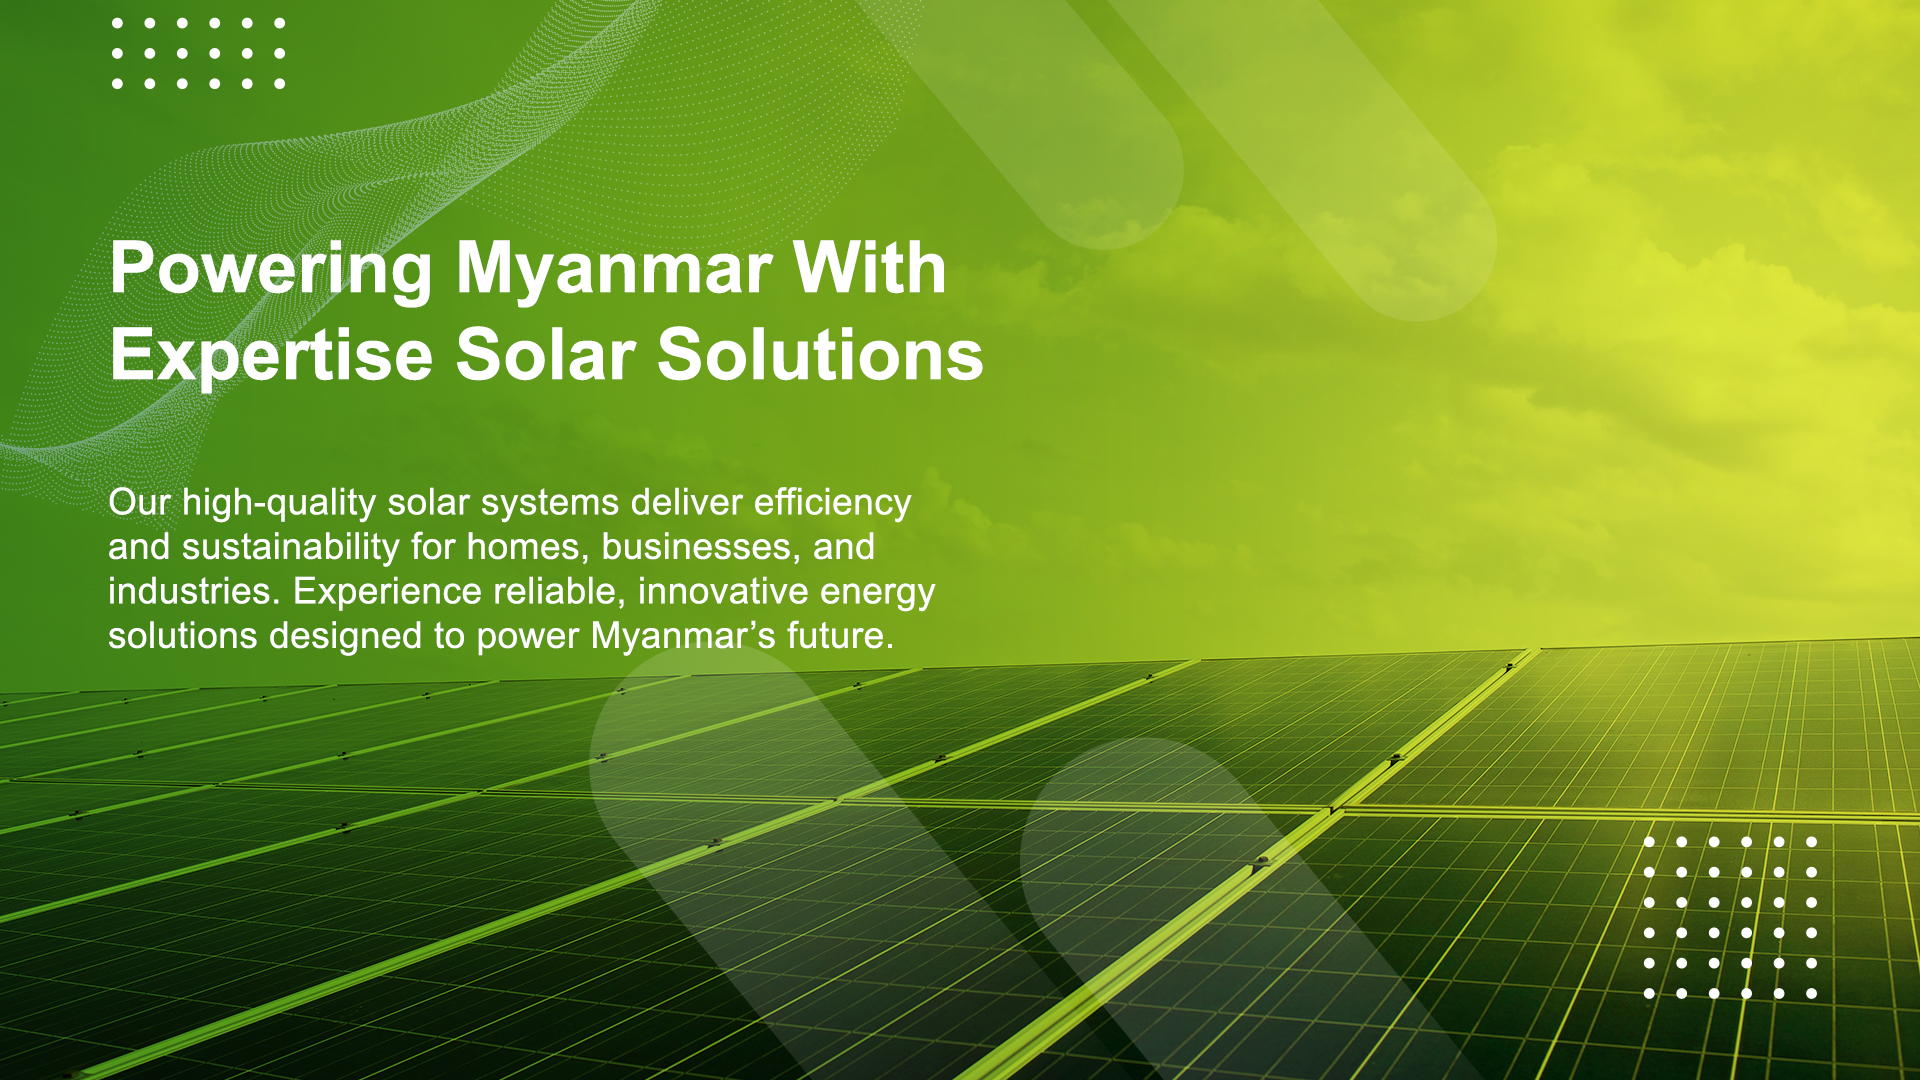 Powering Myanmar With
Expertise Solar Solutions
Our high-quality solar systems deliver efficiency
and sustainability for homes, businesses, and
industries. Experience reliable, innovative energy
solutions designed to power Myanmar’s future.